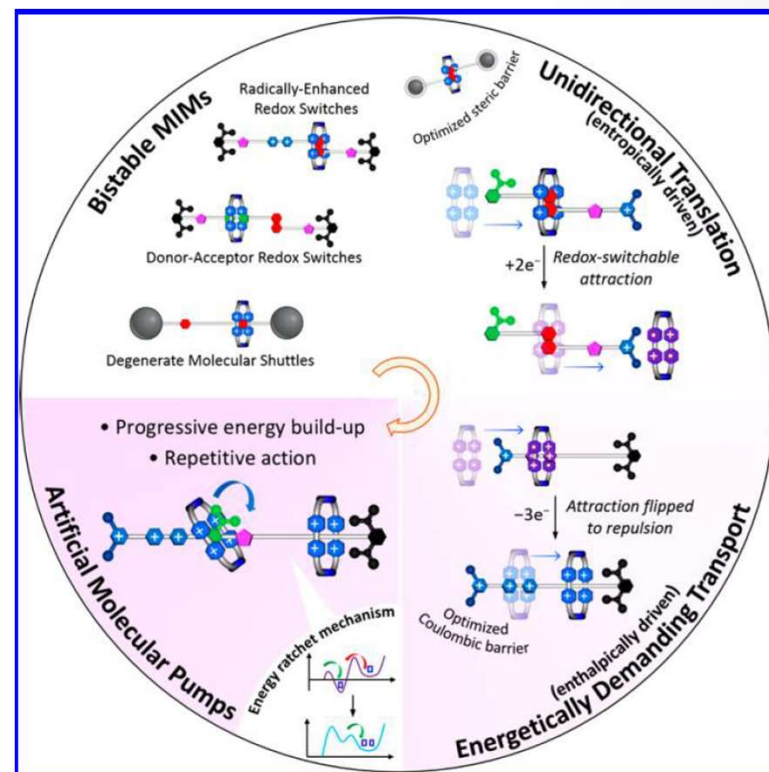 Bistable MIMs
Radically-Enhanced
Redox Switches
Donor-Acceptor Redox Switches
Degenerate Molecular Shuttles
Optimized steric barrier
Unidirectional Translation
(entropically driven)
+2e⁻
Redox-switchable
attraction
−3e⁻
Attraction flipped
to repulsion
Optimized
Coulombic barrier
(enthalpically driven)
Energetically Demanding Transport
• Progressive energy build-up
• Repetitive action
Artificial Molecular Pumps
Energy ratchet mechanism